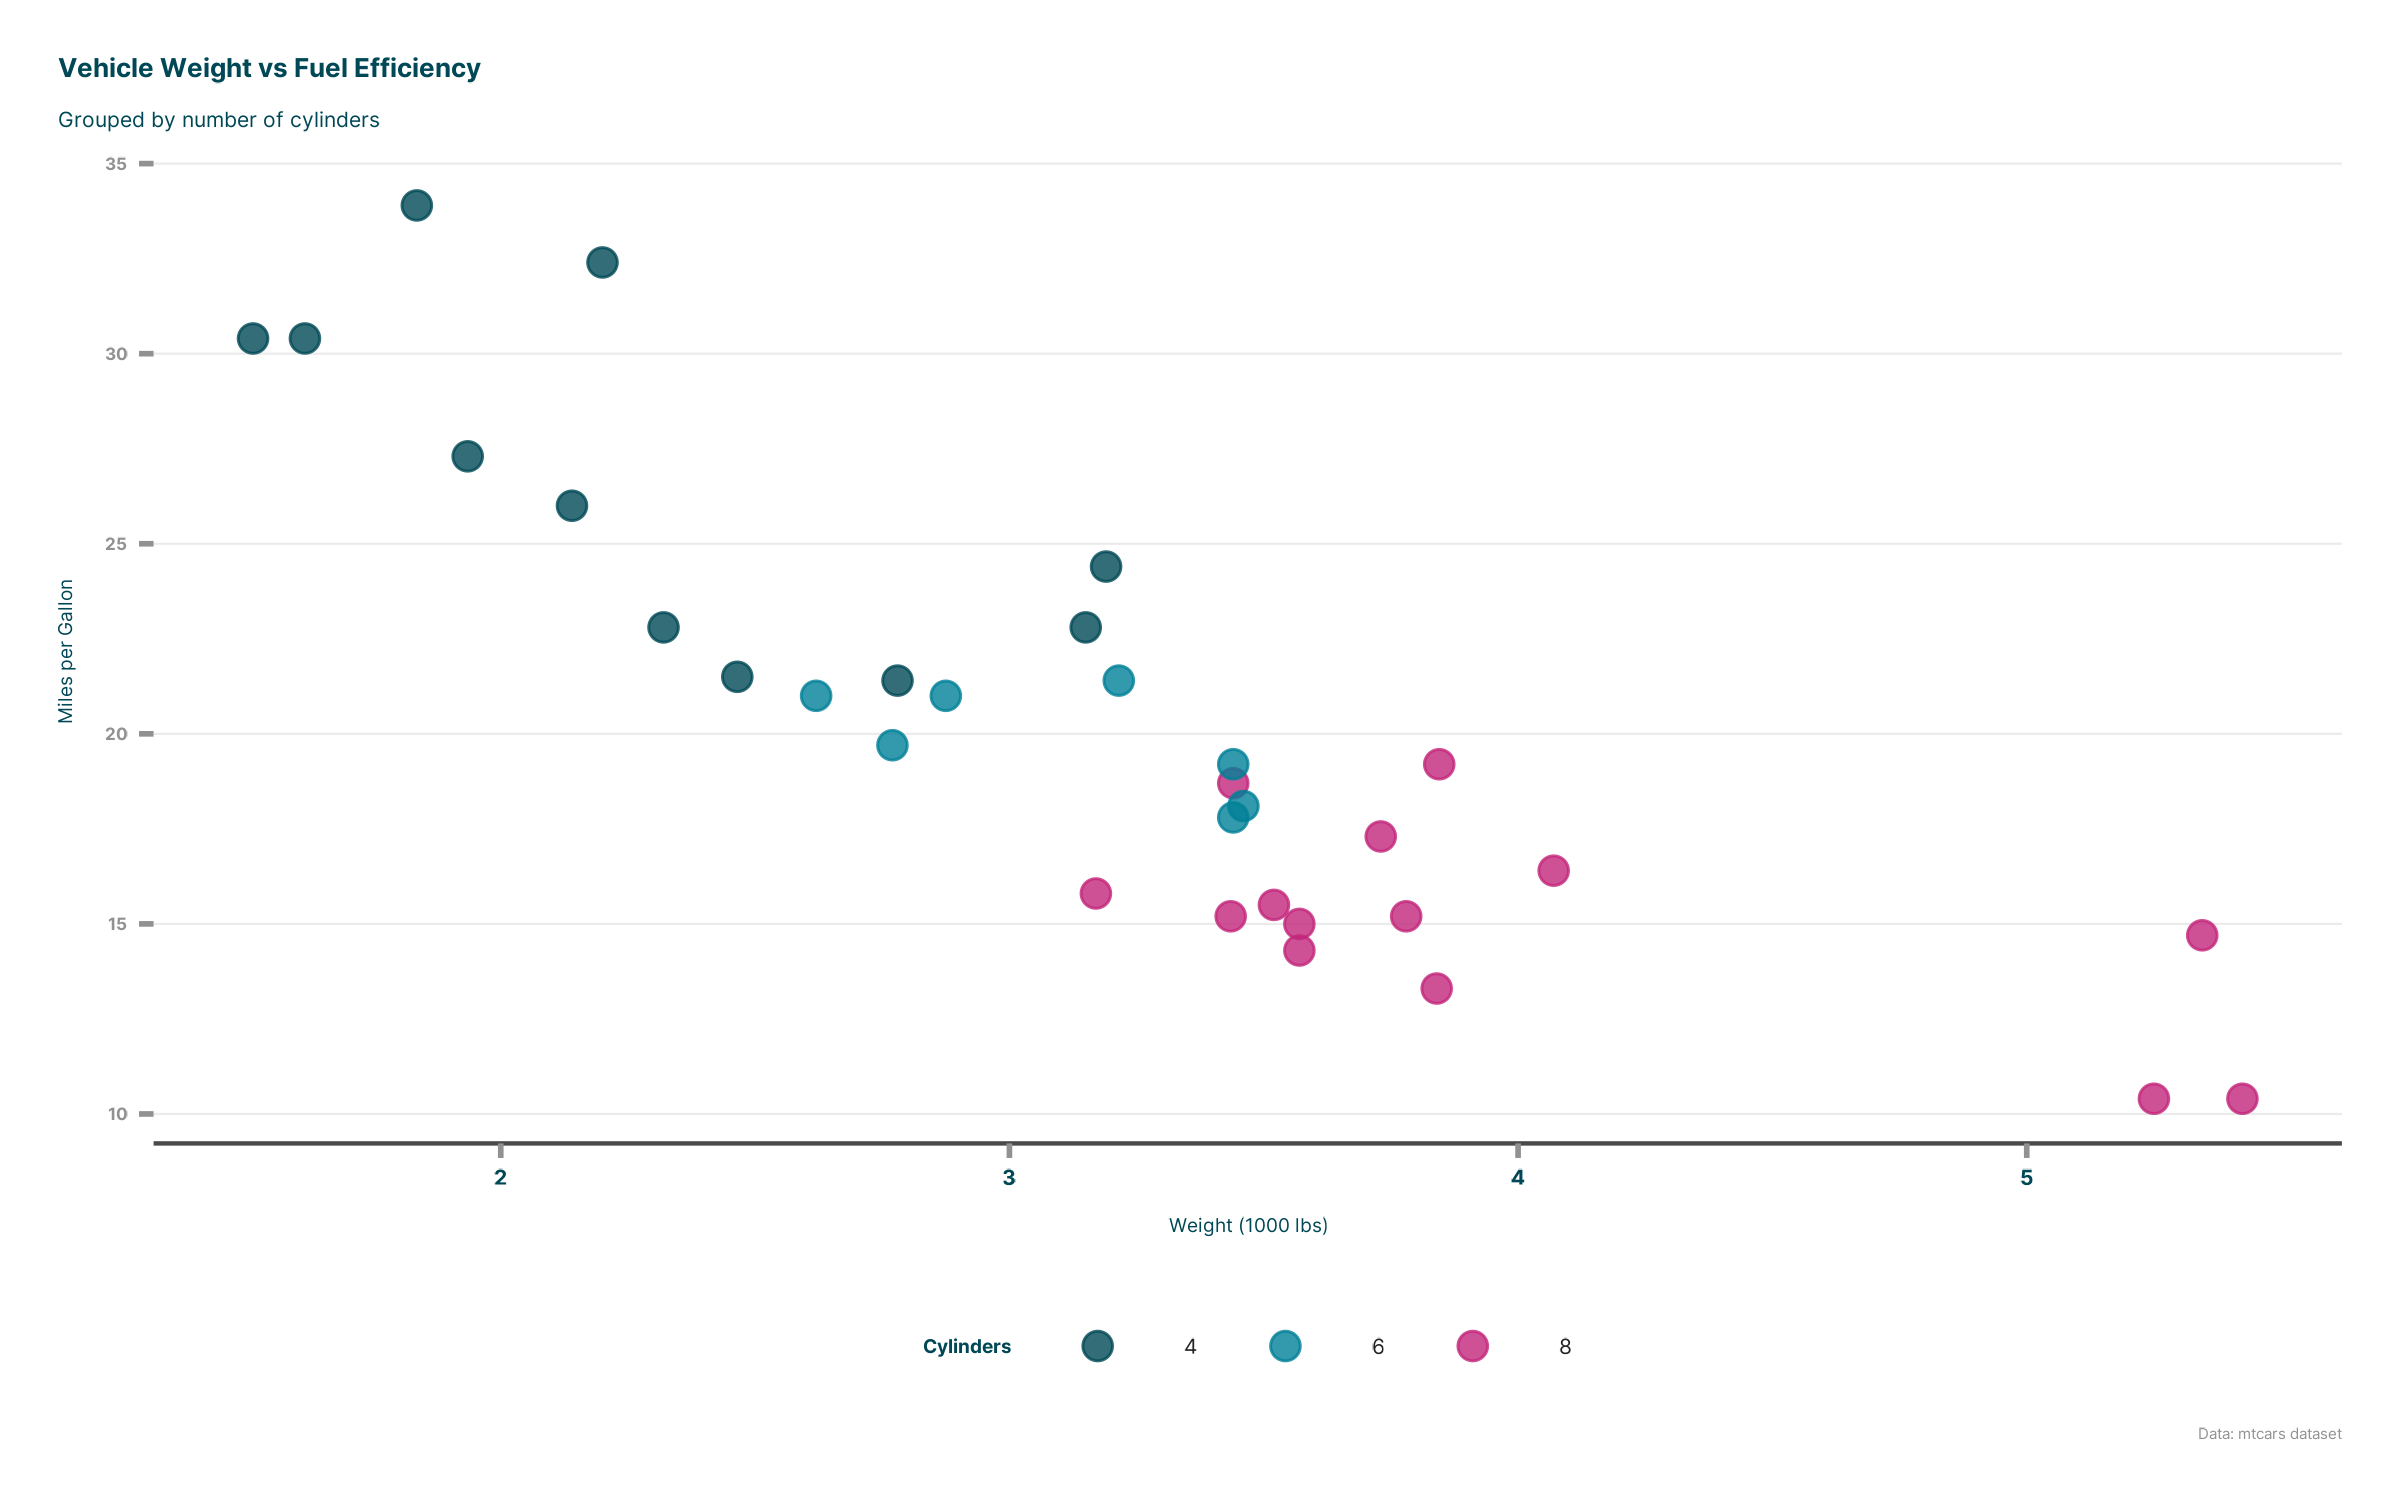 Vehicle Weight vs Fuel Efficiency
Grouped by number of cylinders
35
30
25
20
15
10
Miles per Gallon
2 3 4 5
Weight (1000 lbs)
Cylinders 4 6 8
Data: mtcars dataset